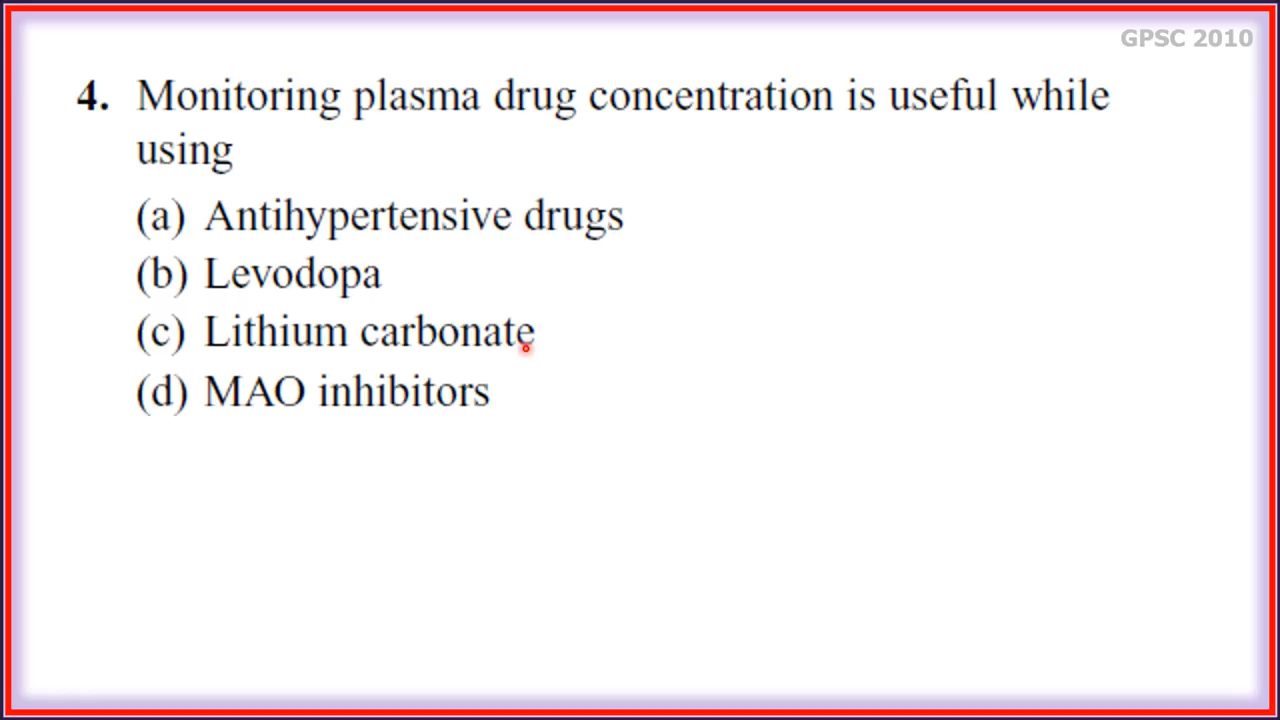 GPSC 2010
4. Monitoring plasma drug concentration is useful while
using
(a) Antihypertensive drugs
(b) Levodopa
(c) Lithium carbonate
(d) MAO inhibitors